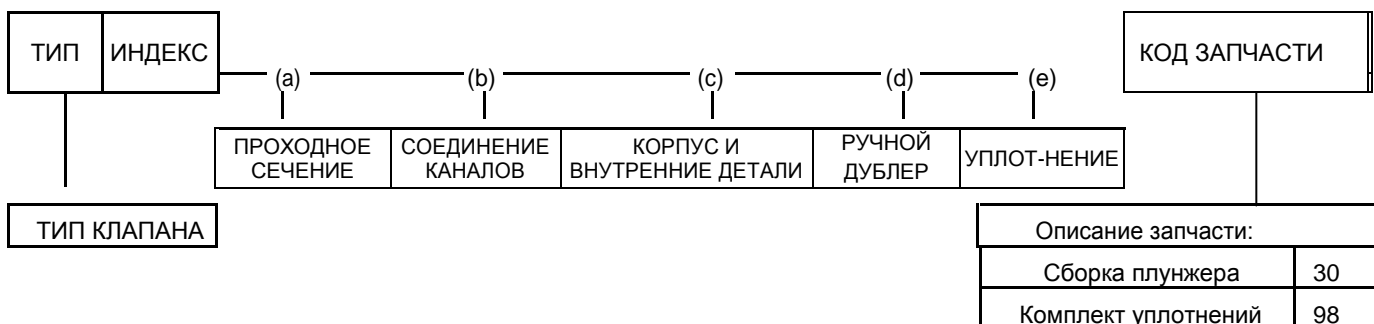 ТИП ИНДЕКС
КОД ЗАПЧАСТИ
(a) (b) (c) (d) (e)
ПРОХОДНОЕ
СЕЧЕНИЕ
СОЕДИНЕНИЕ
КАНАЛОВ
КОРПУС И
ВНУТРЕННИЕ ДЕТАЛИ
РУЧНОЙ
ДУБЛЕР
УПЛОТ-НЕНИЕ
ТИП КЛАПАНА
Описание запчасти:
Сборка плунжера 30
Комплект уплотнений 98